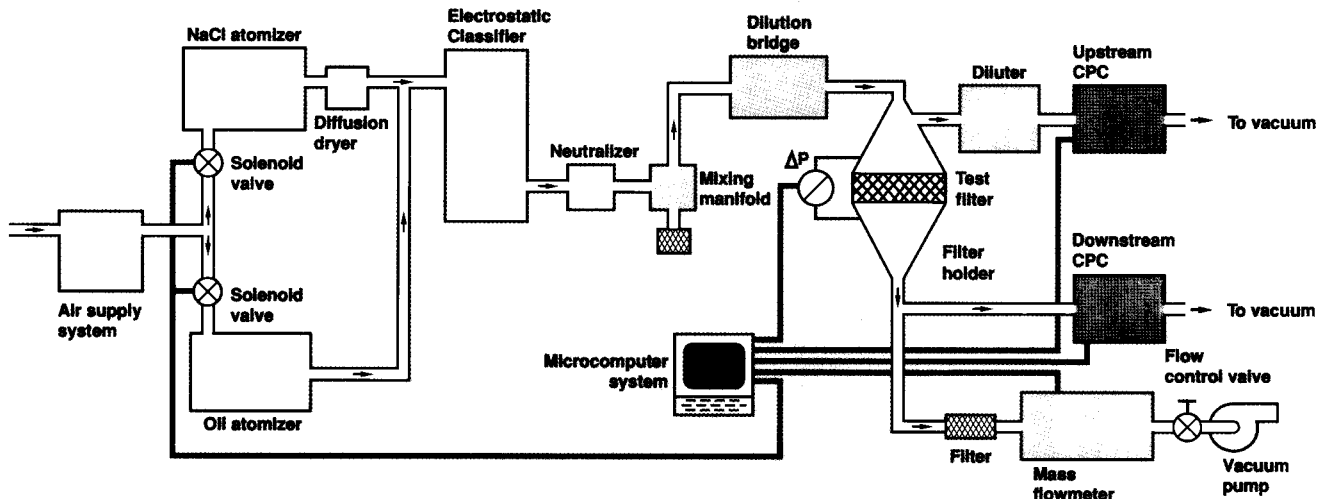 NaCl atomizer
Electrostatic
Classifier
Dilution
bridge
Upstream
CPC
Diluter
Diffusion
dryer
To vacuum
Solenoid
valve
Neutralizer
ΔP
Mixing
manifold
Test
filter
Downstream
CPC
Filter
holder
Solenoid
valve
Air supply
system
To vacuum
Microcomputer
system
Flow
control valve
Oil atomizer
Filter
Mass
flowmeter
Vacuum
pump